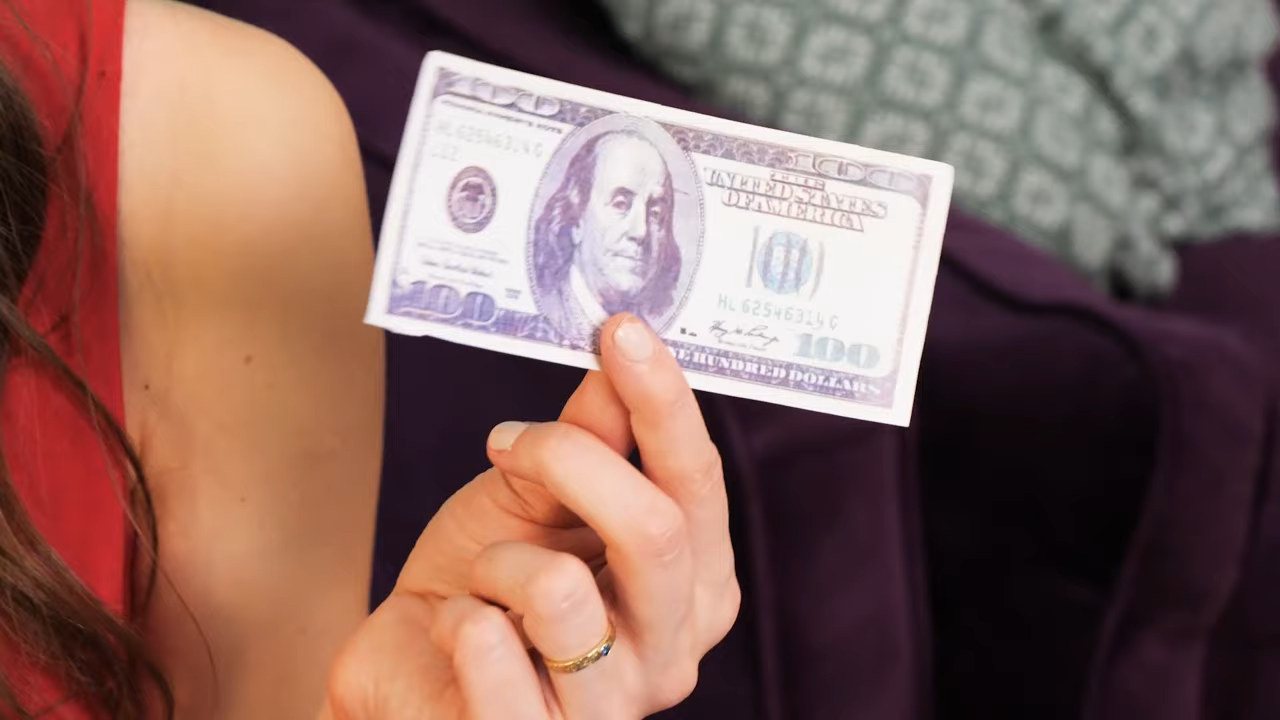 100
100
HL 62546314 G
THE
UNITED STATES
OF AMERICA
HL 62546314 G
100
100
ONE HUNDRED DOLLARS